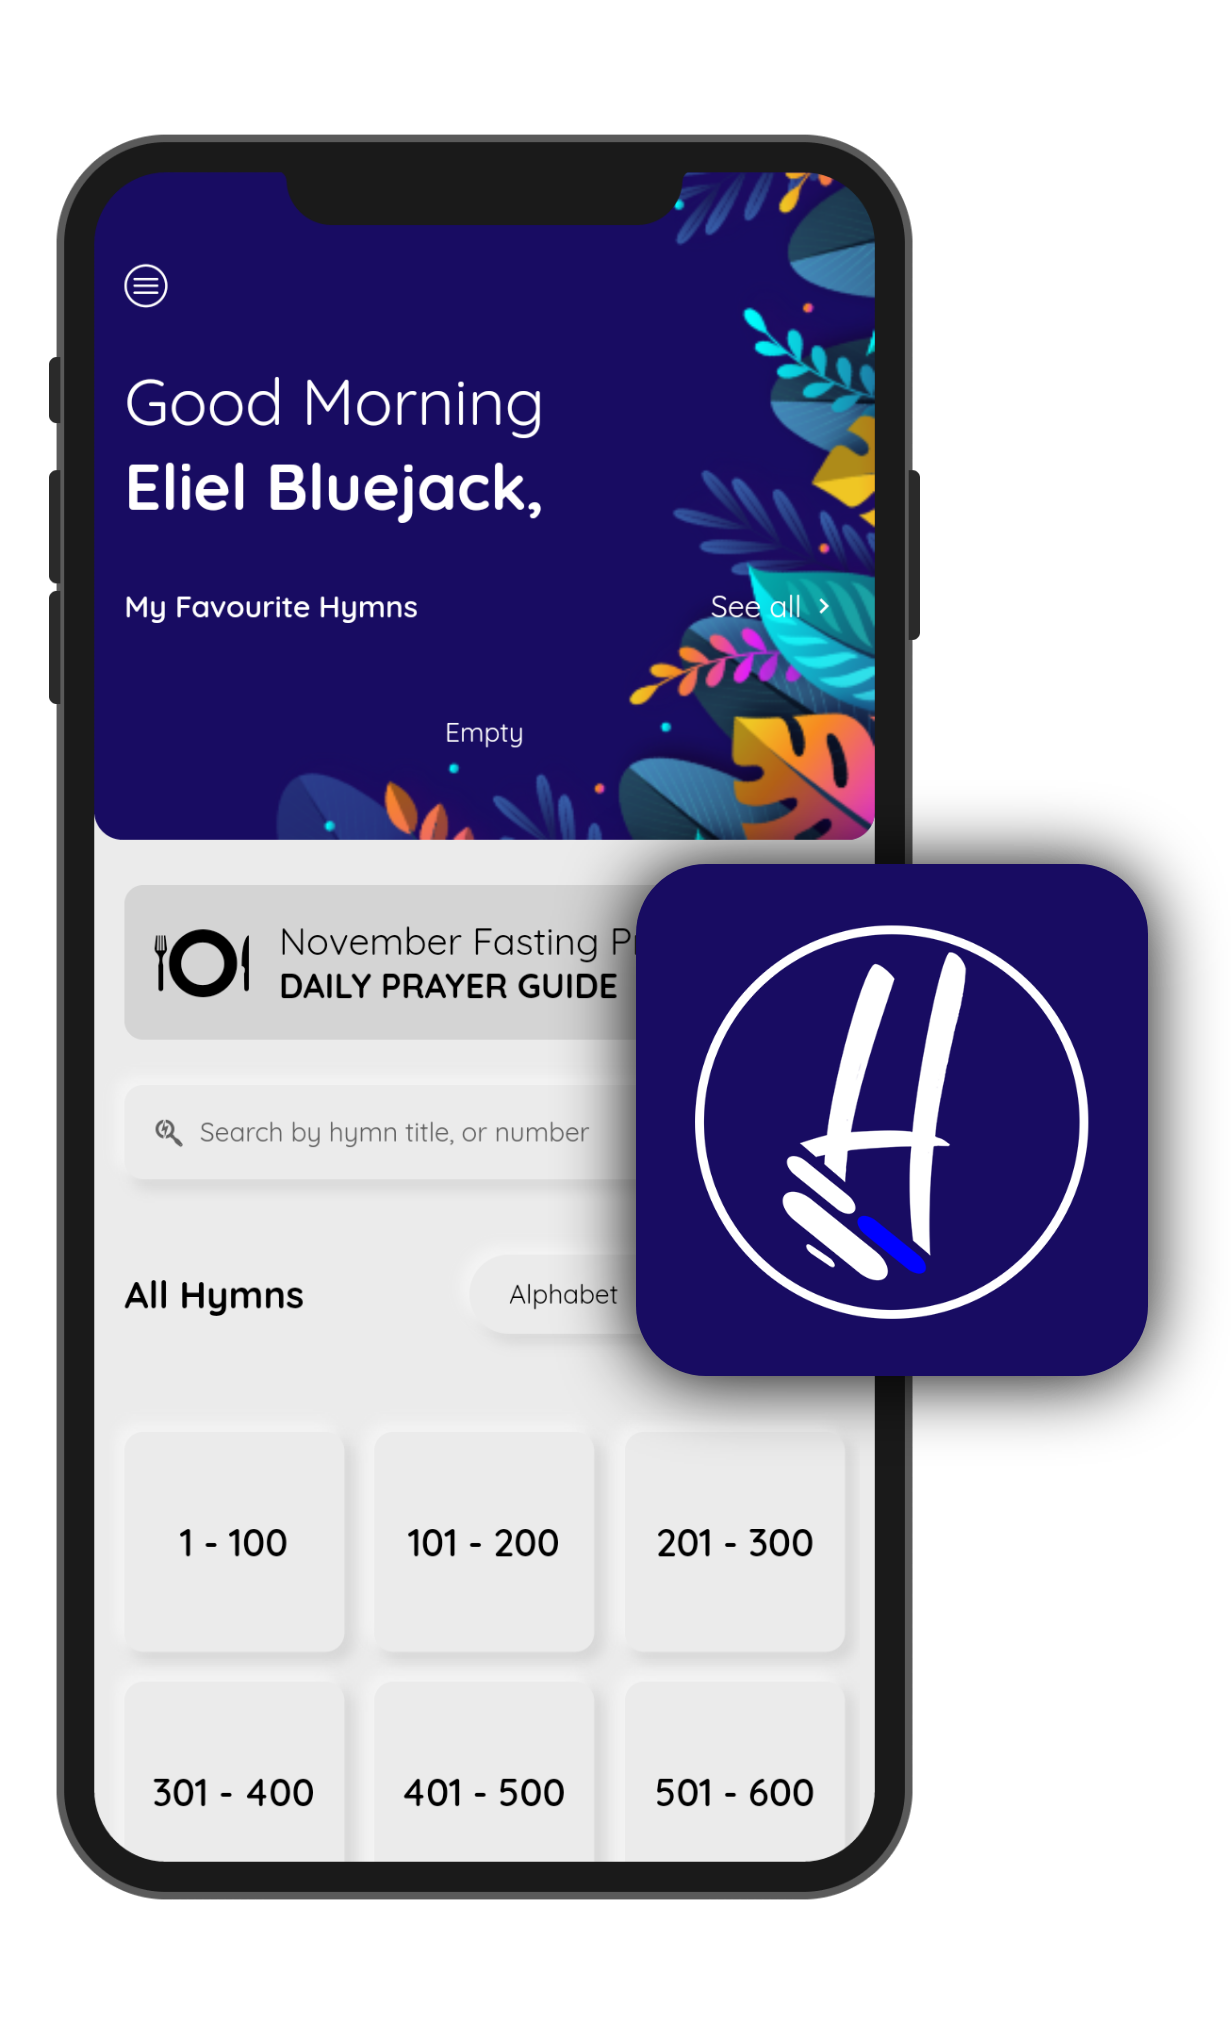 Good Morning
Eliel Bluejack,
My Favourite Hymns
See all
Empty
November Fasting
DAILY PRAYER GUIDE
Search by hymn title, or number
All Hymns
Alphabet
H
1 - 100
101 - 200
201 - 300
301 - 400
401 - 500
501 - 600